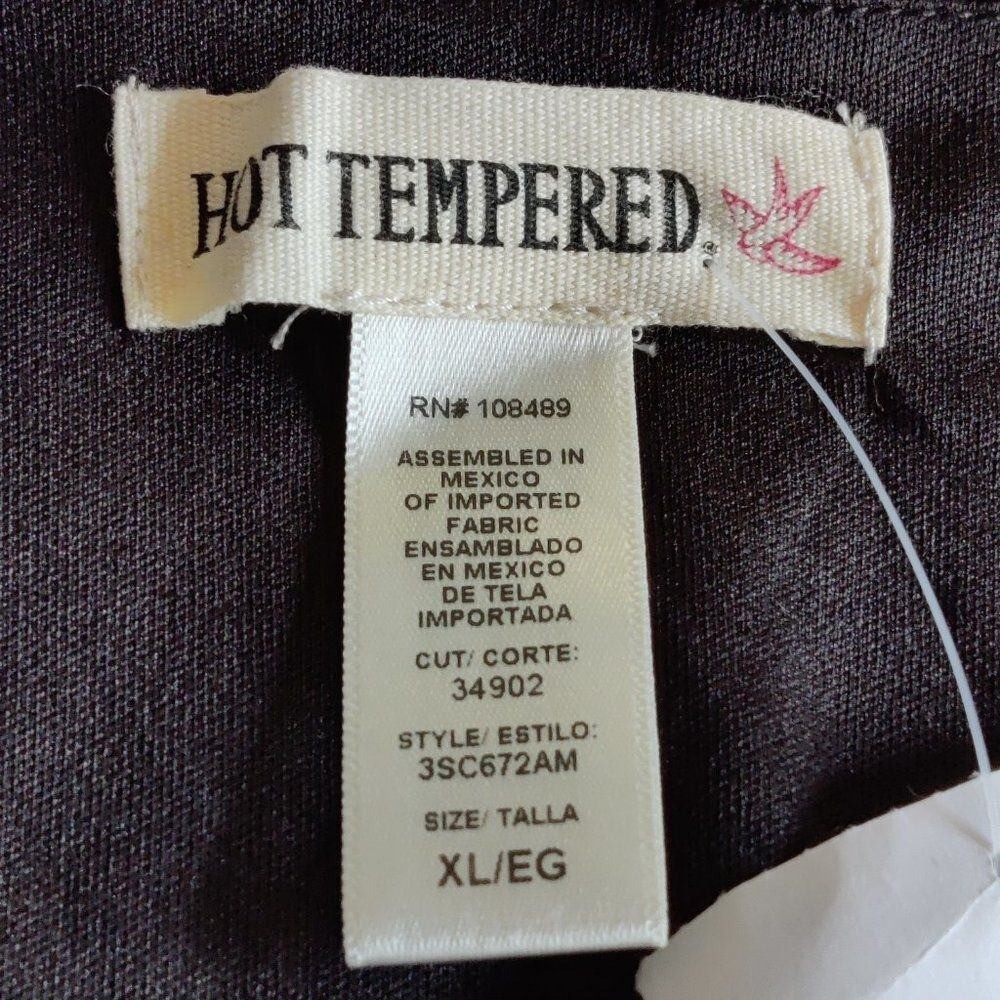 HOT TEMPERED
RN# 108489
ASSEMBLED IN
MEXICO
OF IMPORTED
FABRIC
ENSAMBLADO
EN MEXICO
DE TELA
IMPORTADA
CUT/ CORTE:
34902
STYLE/ ESTILO:
3SC672AM
SIZE/ TALLA
XL/EG